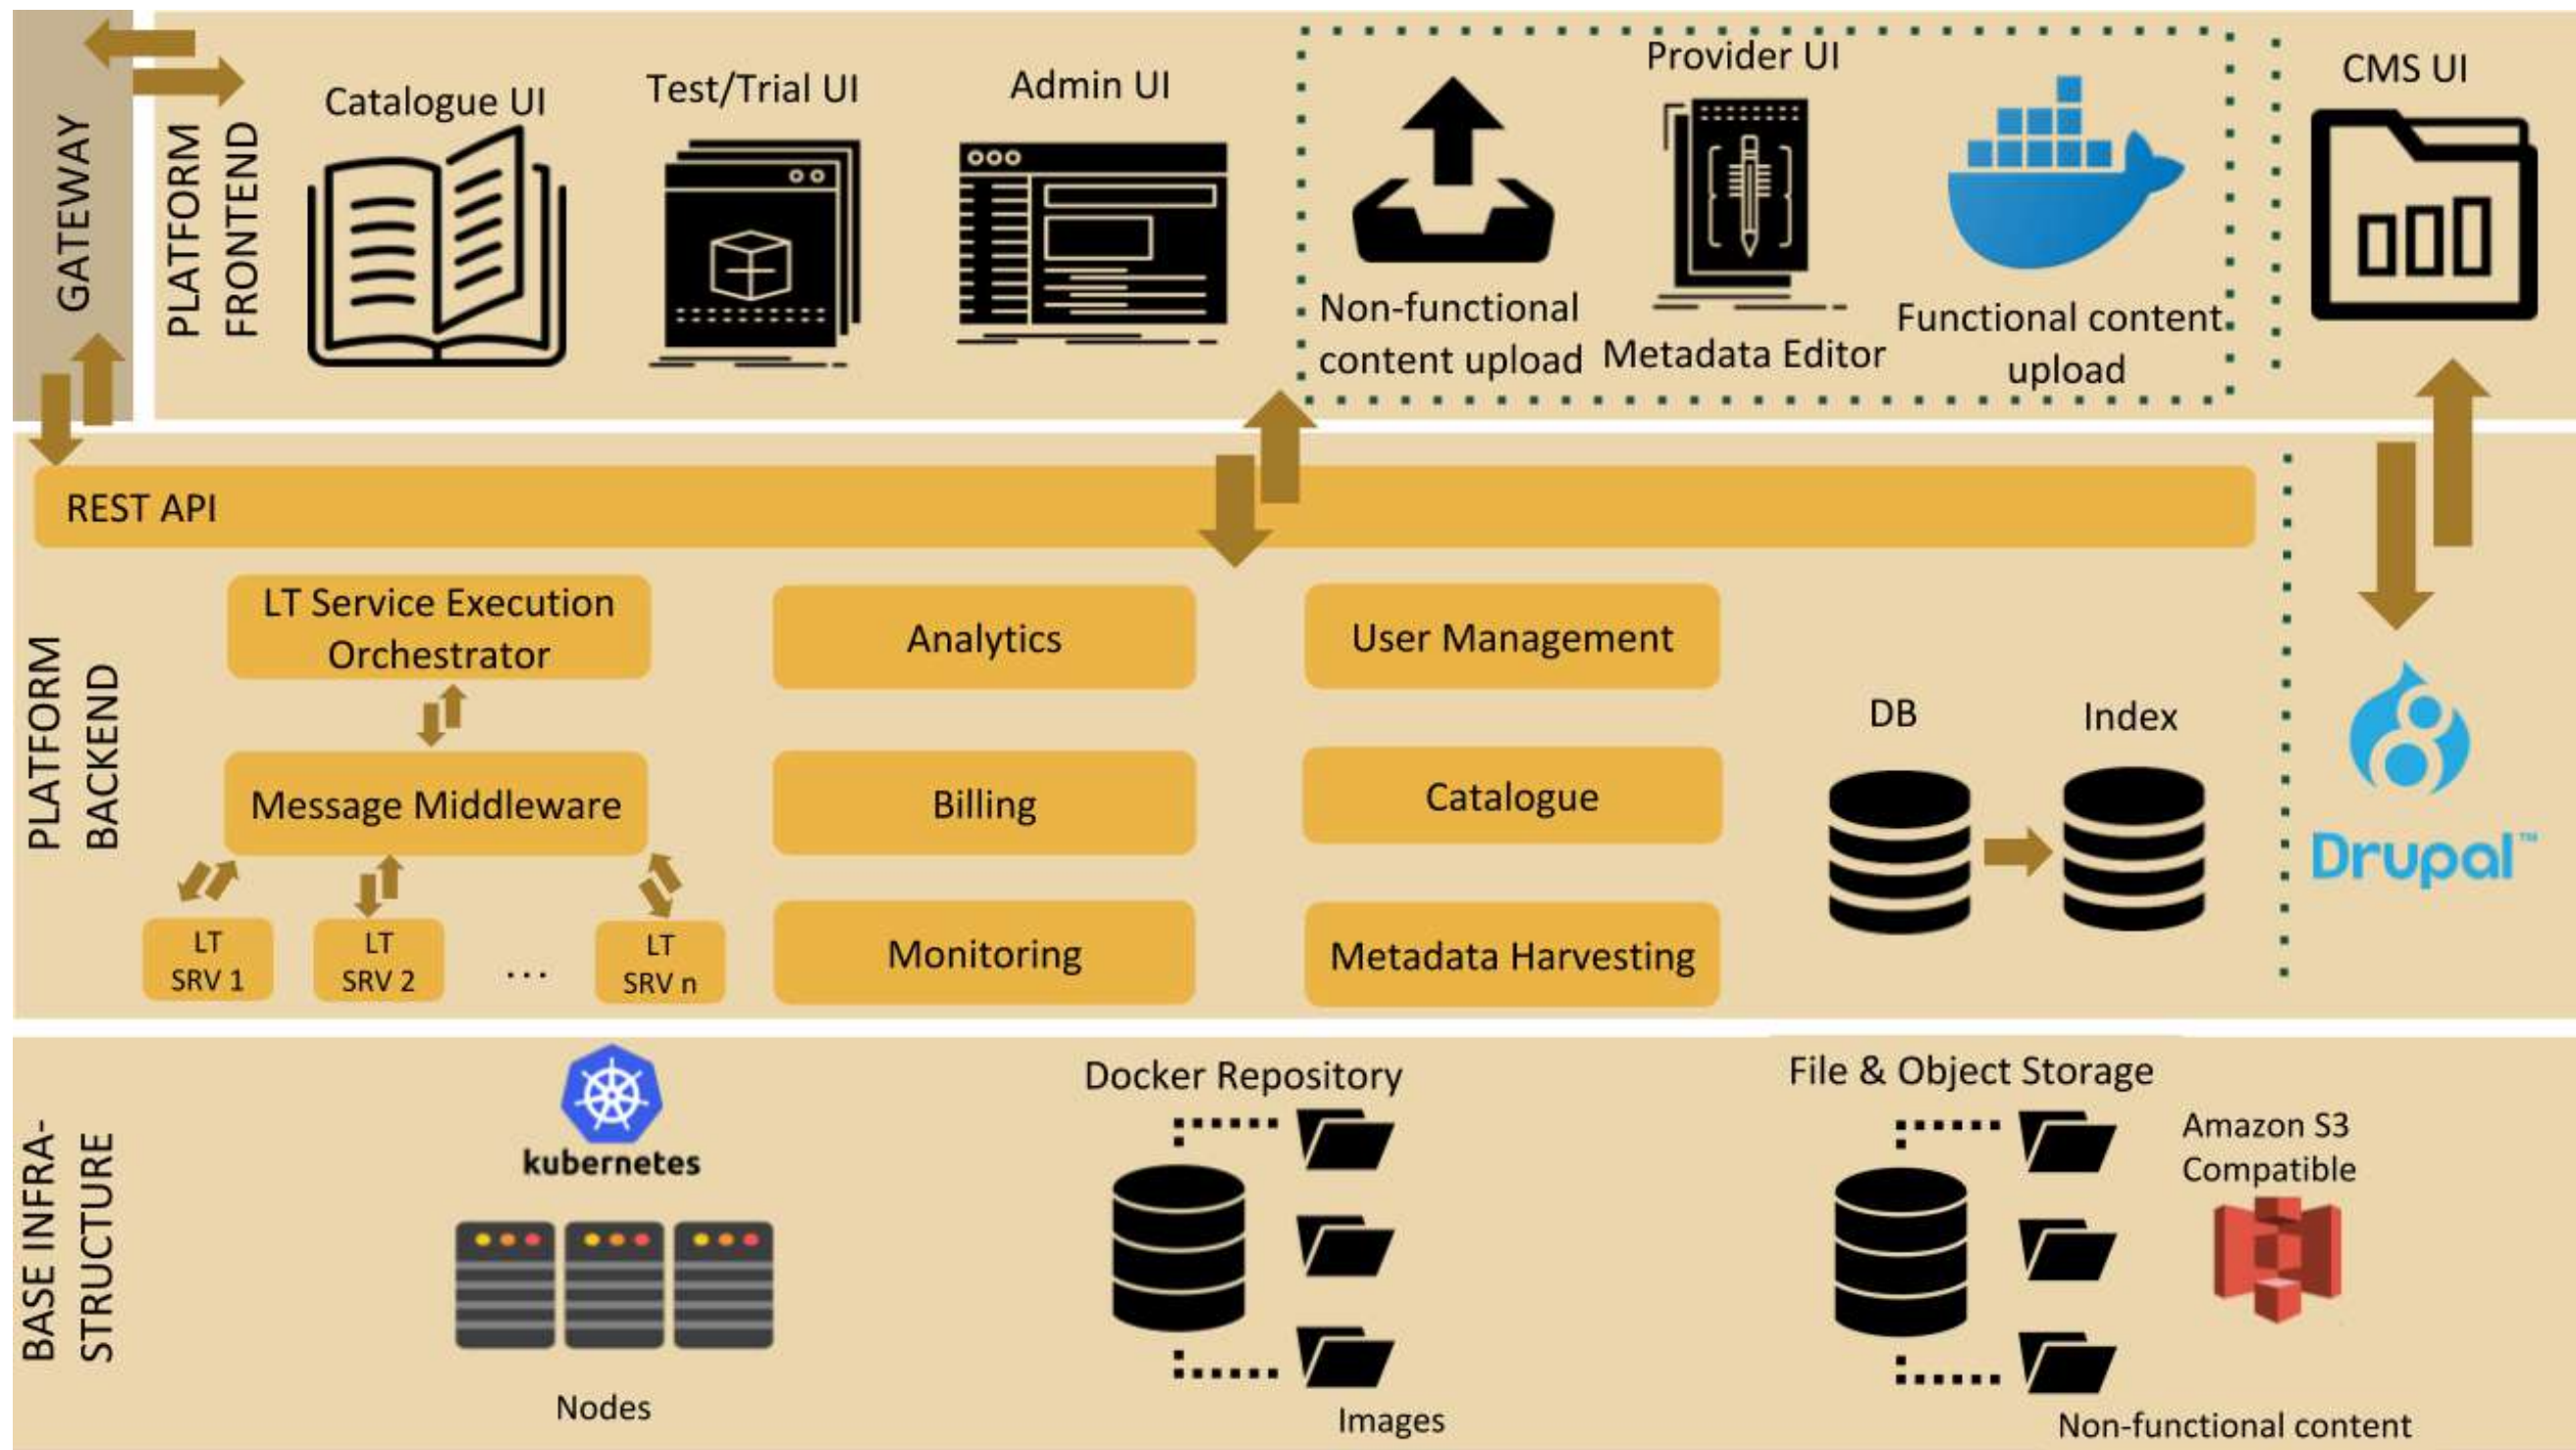 GATEWAY
PLATFORM
FRONTEND
Catalogue UI
Test/Trial UI
Admin UI
Provider UI
Non-functional
content upload
Metadata Editor
Functional content
upload
CMS UI
REST API
PLATFORM
BACKEND
LT Service Execution
Orchestrator
Message Middleware
LT
SRV 1
LT
SRV 2
...
LT
SRV n
Analytics
Billing
Monitoring
User Management
Catalogue
Metadata Harvesting
DB
Index
Drupal™
BASE INFRA-
STRUCTURE
kubernetes
Nodes
Docker Repository
Images
File & Object Storage
Amazon S3
Compatible
Non-functional content